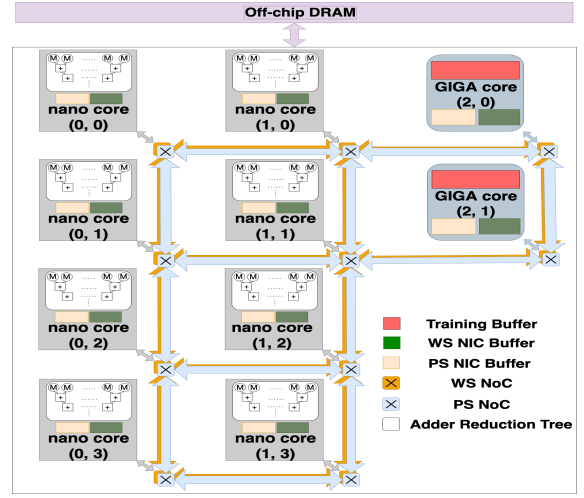 Off-chip DRAM
M M ...... M M
+ ...... +
+ +
nano core
(0, 0)
M M ...... M M
+ ...... +
+ +
nano core
(1, 0)
GIGA core
(2, 0)
M M ...... M M
+ ...... +
+ +
nano core
(0, 1)
M M ...... M M
+ ...... +
+ +
nano core
(1, 1)
GIGA core
(2, 1)
M M ...... M M
+ ...... +
+ +
nano core
(0, 2)
M M ...... M M
+ ...... +
+ +
nano core
(1, 2)
M M ...... M M
+ ...... +
+ +
nano core
(0, 3)
M M ...... M M
+ ...... +
+ +
nano core
(1, 3)
Training Buffer
WS NIC Buffer
PS NIC Buffer
WS NoC
PS NoC
Adder Reduction Tree